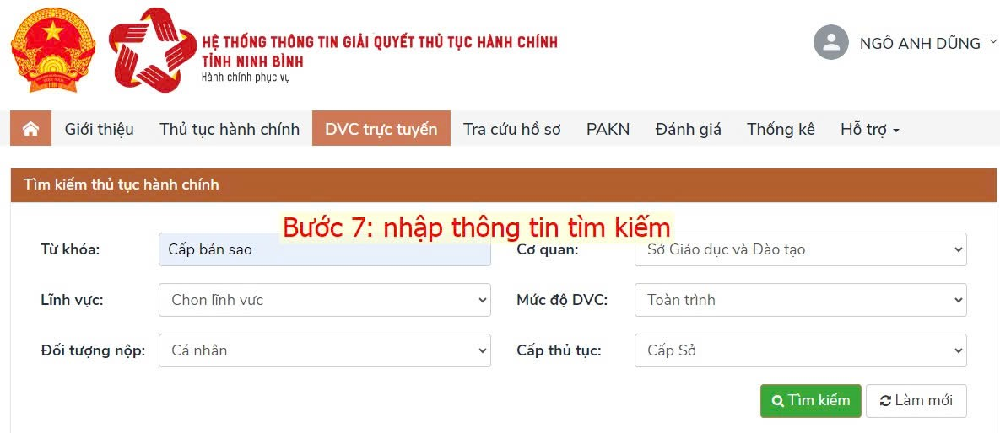 HỆ THỐNG THÔNG TIN GIẢI QUYẾT THỦ TỤC HÀNH CHÍNH
TỈNH NINH BÌNH
Hành chính phục vụ
NGÔ ANH DŨNG
Giới thiệu Thủ tục hành chính DVC trực tuyến Tra cứu hồ sơ PAKN Đánh giá Thống kê Hỗ trợ
Tìm kiếm thủ tục hành chính
Bước 7: nhập thông tin tìm kiếm
Từ khóa: Cấp bản sao Cơ quan: Sở Giáo dục và Đào tạo
Lĩnh vực: Chọn lĩnh vực Mức độ DVC: Toàn trình
Đối tượng nộp: Cá nhân Cấp thủ tục: Cấp Sở
Tìm kiếm Làm mới